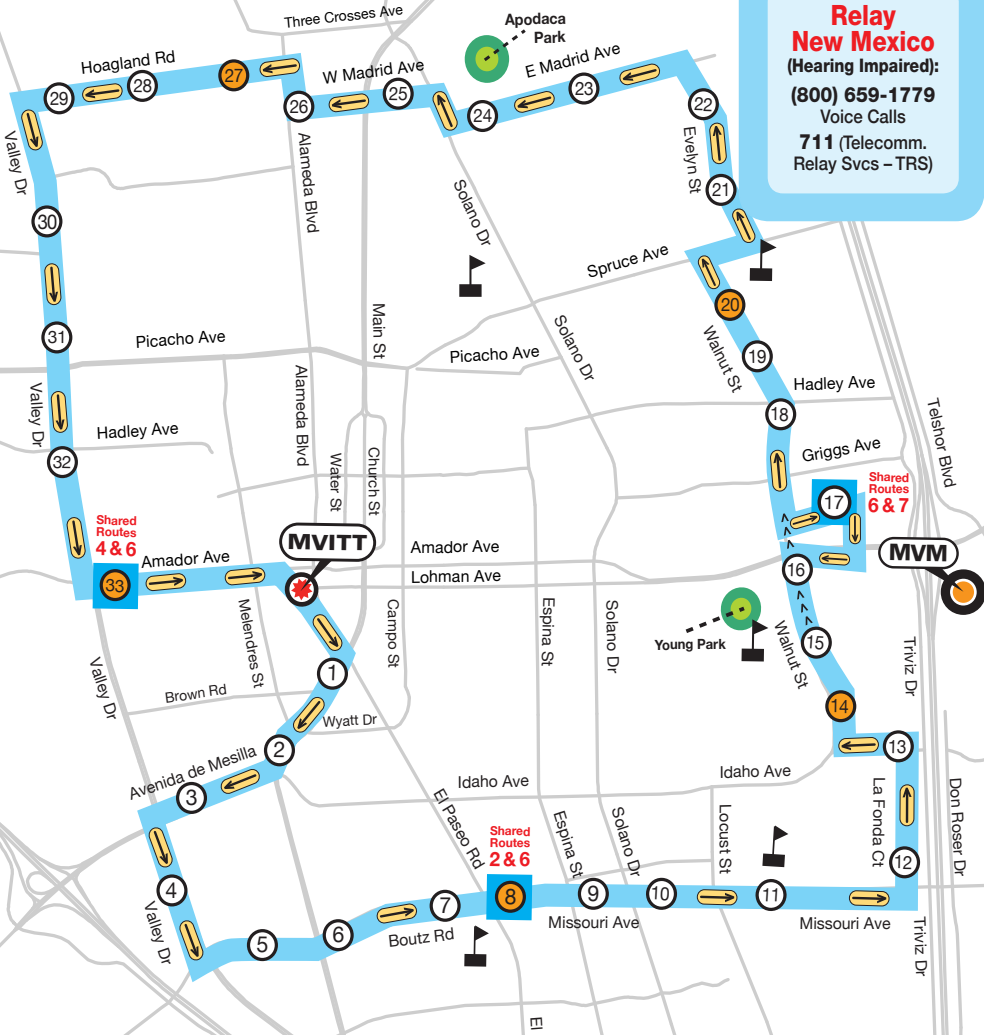 Relay
New Mexico
(Hearing Impaired):
(800) 659-1779
Voice Calls
711 (Telecomm.
Relay Svcs – TRS)
Three Crosses Ave
Apodaca
Park
Hoagland Rd
W Madrid Ave
E Madrid Ave
27
28
29
26
25
24
23
22
Valley Dr
Alameda Blvd
Solano Dr
Evelyn St
21
30
Spruce Ave
20
31
Picacho Ave
Main St
Picacho Ave
Solano Dr
Walnut St
19
Valley Dr
Alameda Blvd
Hadley Ave
18
Hadley Ave
32
Water St
Church St
Griggs Ave
Telshor Blvd
Shared
Routes
6 & 7
17
Shared
Routes
4 & 6
MVITT
MVM
Amador Ave
Amador Ave
Lohman Ave
16
33
Melendres St
Campo St
Espina St
Solano Dr
Young Park
Walnut St
15
Triviz Dr
Valley Dr
1
Brown Rd
Wyatt Dr
14
2
13
Avenida de Mesilla
3
Idaho Ave
Idaho Ave
El Paseo Rd
Espina St
Solano Dr
Locust St
La Fonda Ct
Don Roser Dr
Shared
Routes
2 & 6
12
4
Valley Dr
5
6
7
Boutz Rd
8
9
10
11
Missouri Ave
Missouri Ave
Triviz Dr
El